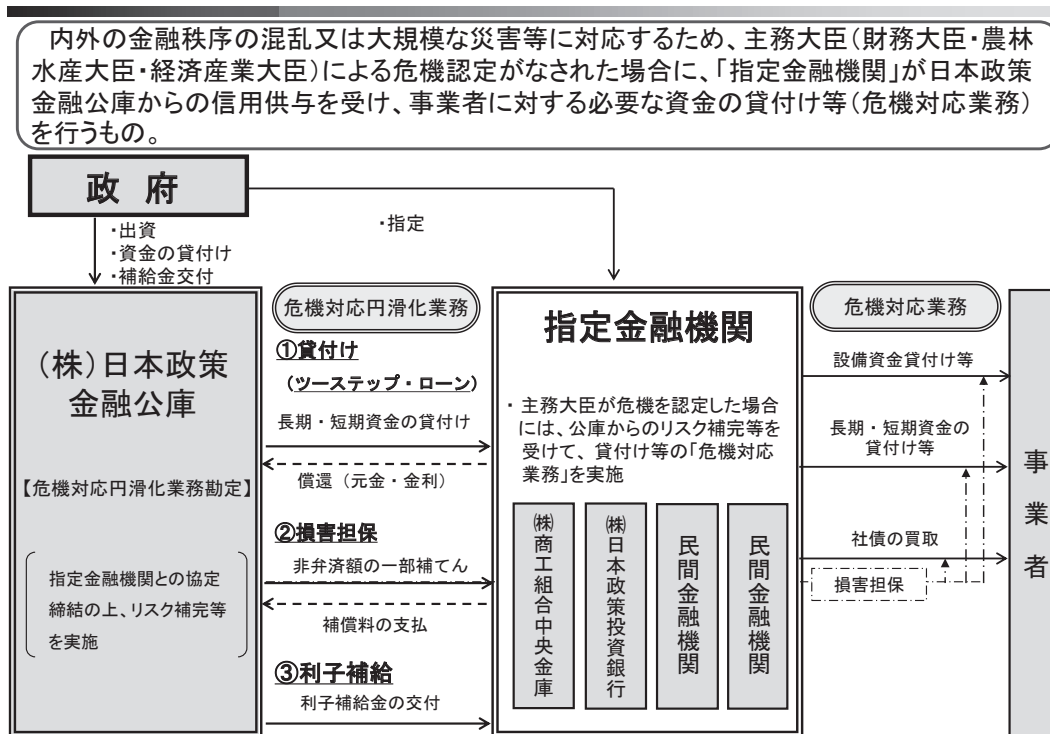 内外の金融秩序の混乱又は大規模な災害等に対応するため、主務大臣（財務大臣・農林
水産大臣・経済産業大臣）による危機認定がなされた場合に、「指定金融機関」が日本政策
金融公庫からの信用供与を受け、事業者に対する必要な資金の貸付け等（危機対応業務）
を行うもの。
政 府
・出資
・資金の貸付け
・補給金交付
・指定
（株）日本政策
金融公庫
【危機対応円滑化業務勘定】
指定金融機関との協定
締結の上、リスク補完等
を実施
危機対応円滑化業務
①貸付け
（ツーステップ・ローン）
長期・短期資金の貸付け
償還（元金・金利）
②損害担保
非弁済額の一部補てん
補償料の支払
③利子補給
利子補給金の交付
指定金融機関
・ 主務大臣が危機を認定した場合
には、公庫からのリスク補完等を
受けて、貸付け等の「危機対応
業務」を実施
㈱商工組合中央金庫
㈱日本政策投資銀行
民間金融機関
民間金融機関
危機対応業務
設備資金貸付け等
長期・短期資金の
貸付け等
社債の買取
損害担保
事業者